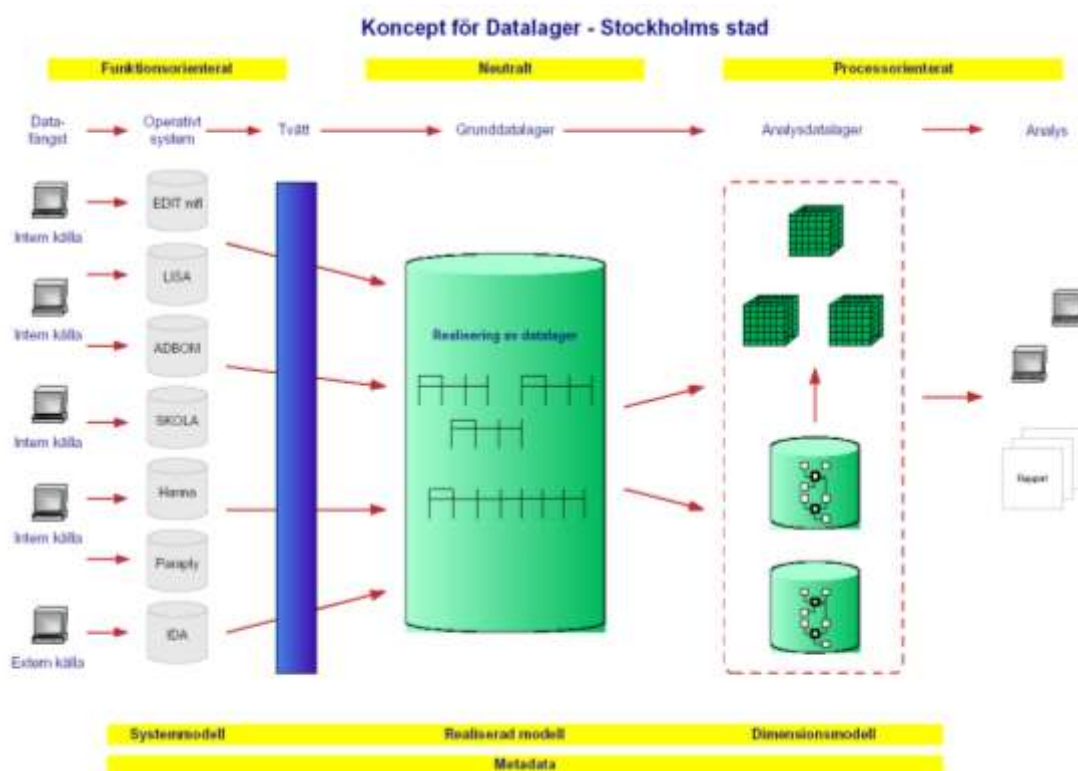 Koncept för Datalager - Stockholms stad
Funktionsorienterat
Neutralt
Processorienterat
Data-
fångst
Operativt
system
Tvätt
Grunddatalager
Analysdatalager
Analys
EDIT mfl
Intern källa
LISA
Intern källa
ADBOM
Intern källa
SKOLA
Intern källa
Hanna
Paraply
Extern källa
IDA
Realisering av datalager
Rapport
Systemmodell
Realiserad modell
Dimensionsmodell
Metadata